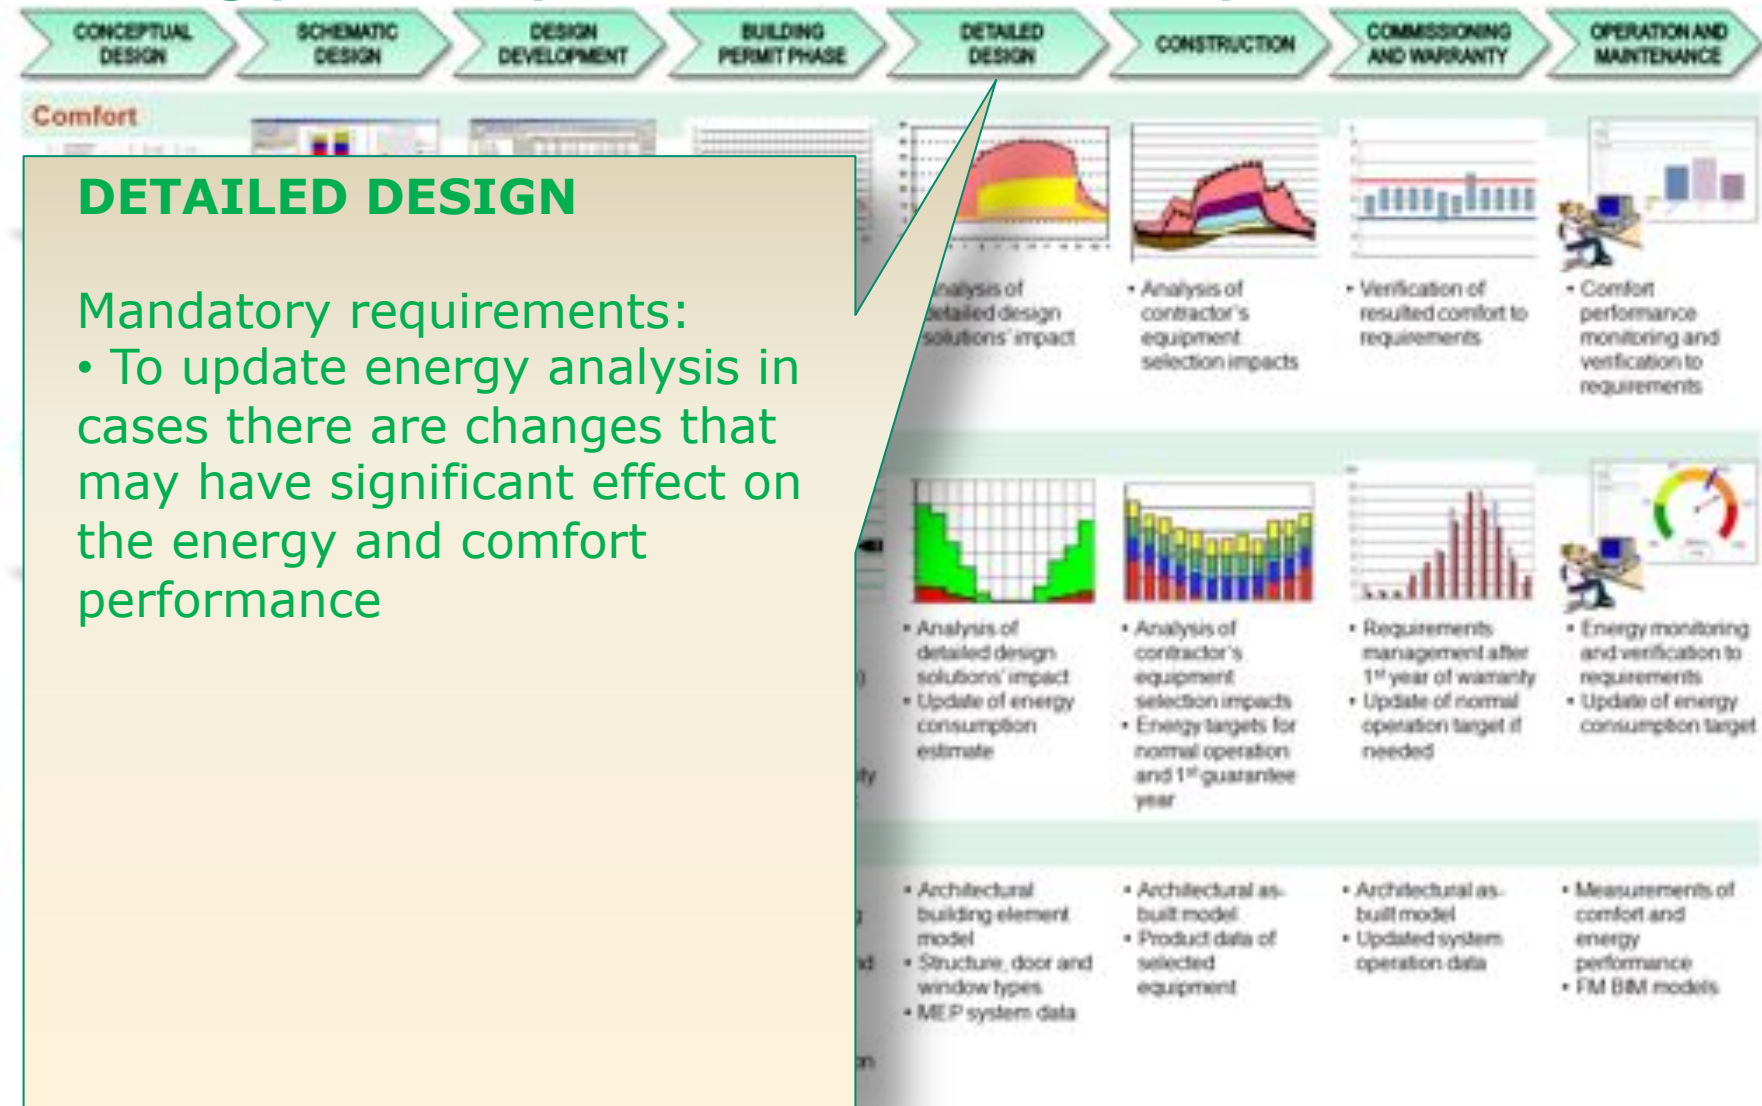 CONCEPTUAL
DESIGN
SCHEMATIC
DESIGN
DESIGN
DEVELOPMENT
BUILDING
PERMIT PHASE
DETAILED
DESIGN
CONSTRUCTION
COMMISSIONING
AND WARRANTY
OPERATION AND
MAINTENANCE
Comfort
DETAILED DESIGN
Mandatory requirements:
• To update energy analysis in
cases there are changes that
may have significant effect on
the energy and comfort
performance
Analysis of
detailed design
solutions' impact
• Analysis of
contractor's
equipment
selection impacts
• Verification of
resulted comfort to
requirements
• Comfort
performance
monitoring and
verification to
requirements
• Analysis of
detailed design
solutions' impact
• Update of energy
consumption
estimate
• Analysis of
contractor's
equipment
selection impacts
• Energy targets for
normal operation
and 1st guarantee
year
• Requirements
management after
1st year of warranty
• Update of normal
operation target if
needed
• Energy monitoring
and verification to
requirements
• Update of energy
consumption target
• Architectural
building element
model
• Structure, door and
window types
• MEP system data
• Architectural as-
built model
• Product data of
selected
equipment
• Architectural as-
built model
• Updated system
operation data
• Measurements of
comfort and
energy
performance
• FM BIM models